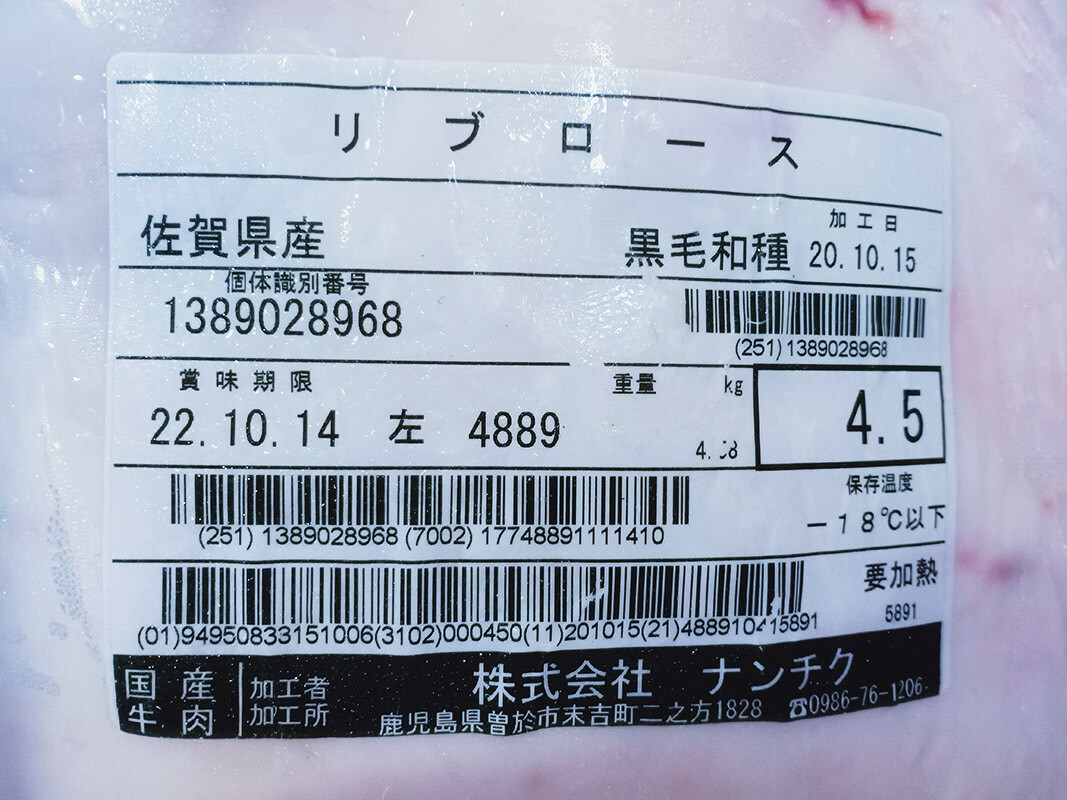 リブロース
佐賀県産 黒毛和種
加工日
20.10.15
個体識別番号
1389028968
(251) 1389028968
賞味期限
22.10.14 左 4889
重量 kg
4.5
(251) 1389028968 (7002) 17748891111410
保存温度
－18℃以下
要加熱
5891
(01)94950833151006(3102)000450(11)201015(21)488910415891
国産
牛肉
加工者
加工所
株式会社 ナンチク
鹿児島県曽於市末吉町二之方1828 ☎0986-76-1206